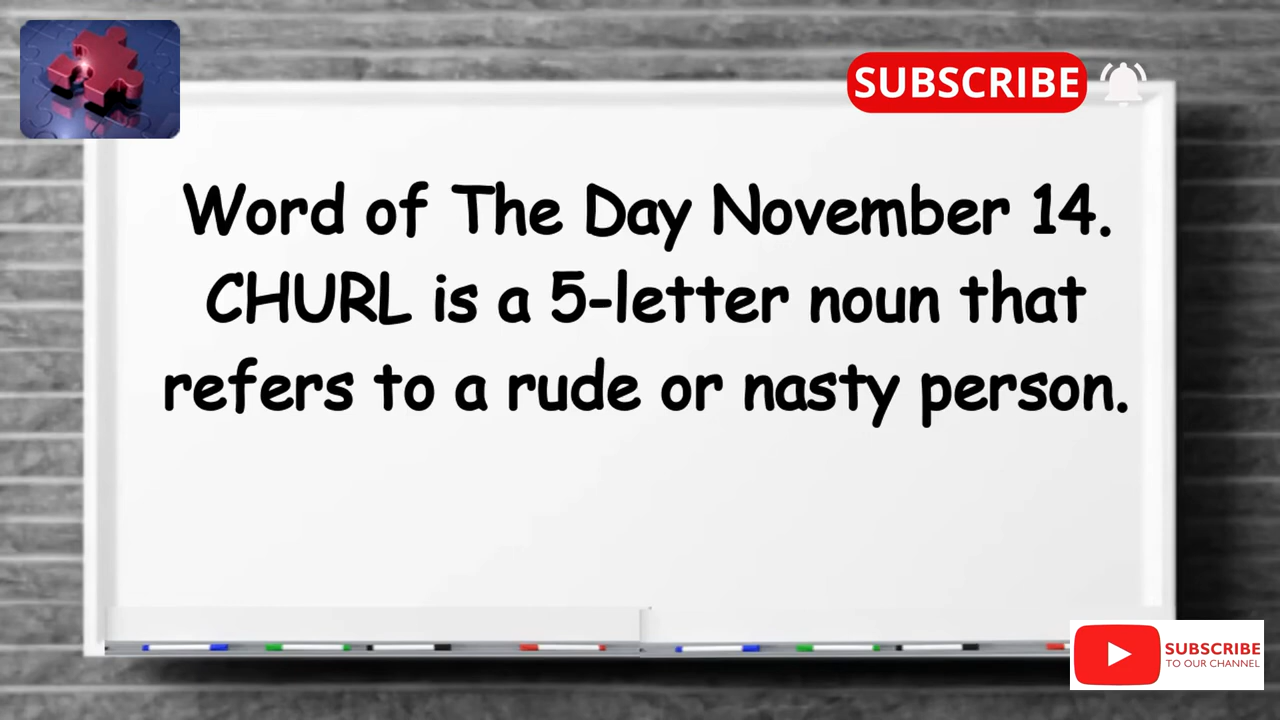 SUBSCRIBE
Word of The Day November 14.
CHURL is a 5-letter noun that
refers to a rude or nasty person.
SUBSCRIBE
TO OUR CHANNEL